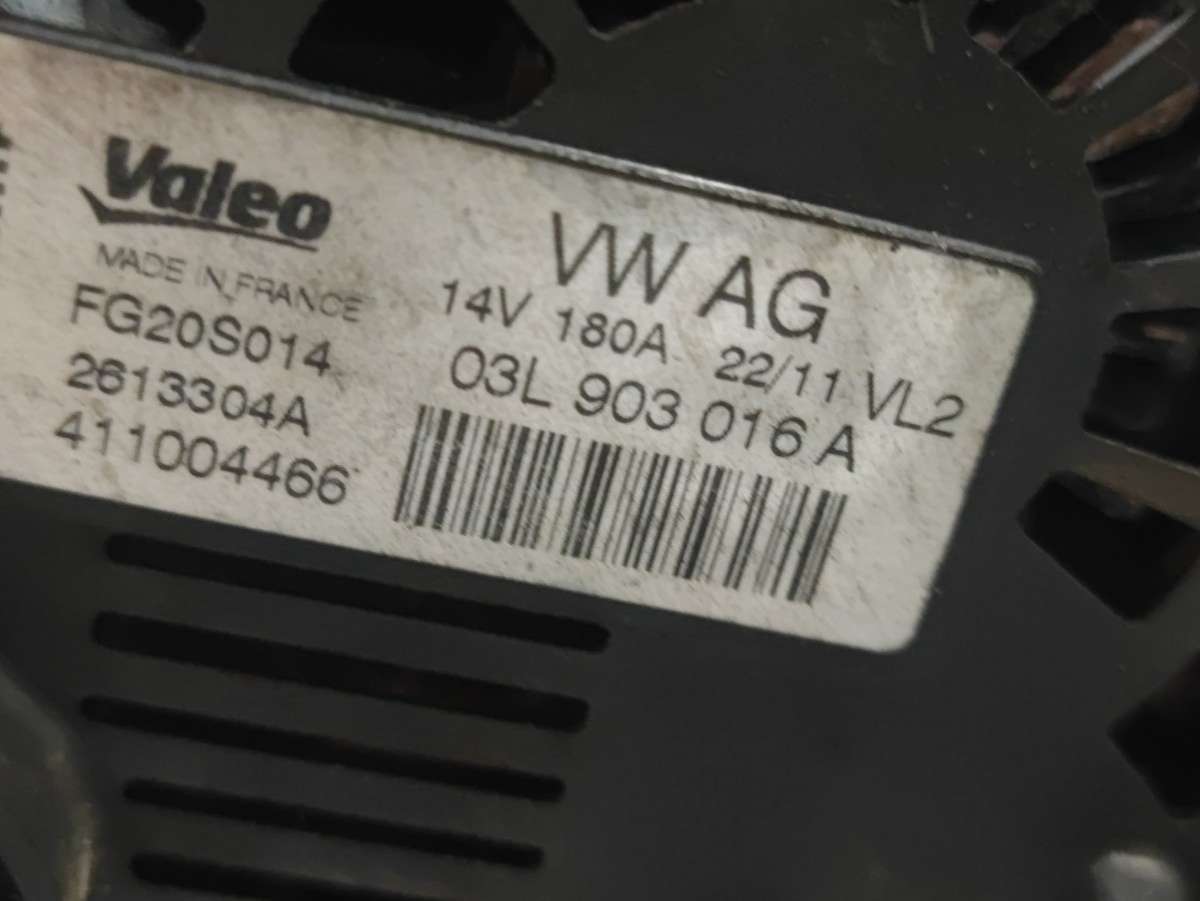 Valeo
MADE IN FRANCE
FG20S014
2613304A
411004466
VW AG
14V 180A 22/11 VL2
03L 903 016 A